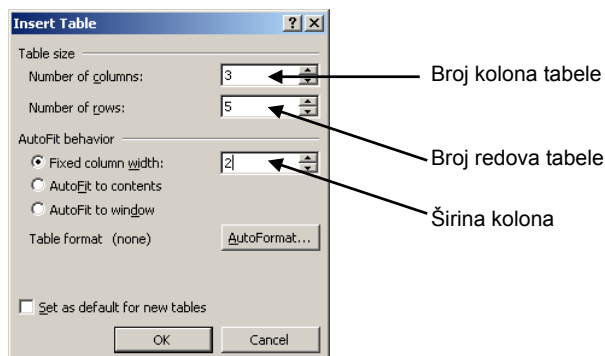 Insert Table
Table size
Number of columns: 3 Broj kolona tabele
Number of rows: 5
AutoFit behavior Broj redova tabele
Fixed column width: 2
AutoFit to contents
AutoFit to window Širina kolona
Table format (none) AutoFormat...
Set as default for new tables
OK Cancel